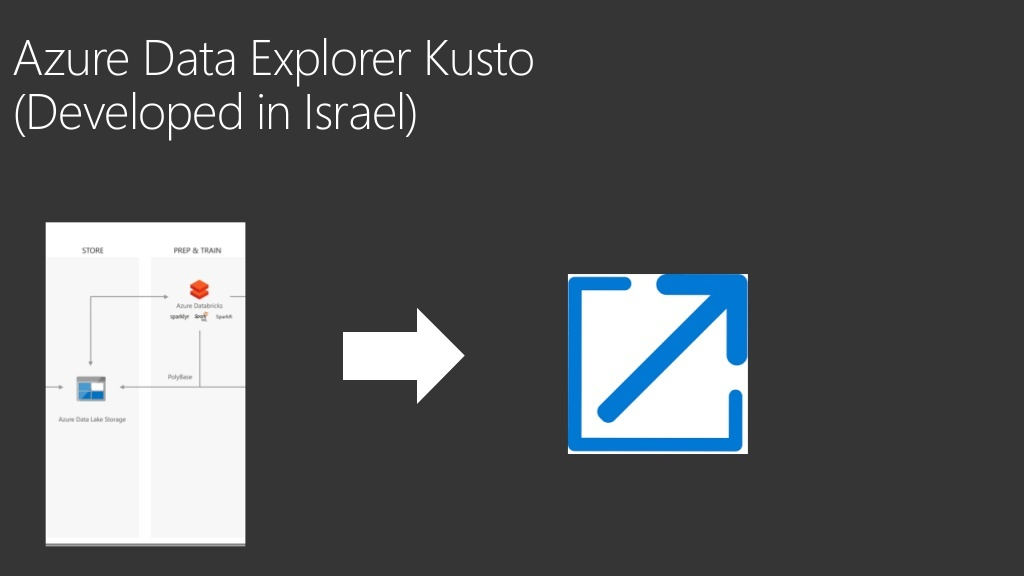 Azure Data Explorer Kusto
(Developed in Israel)
STORE
PREP & TRAIN
Azure Databricks
sparklyr
Spark
SparkR
PolyBase
Azure Data Lake Storage